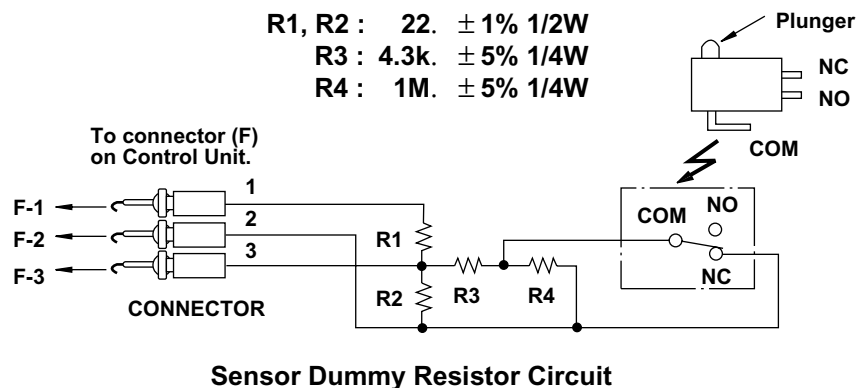 R1, R2 : 22. ±1% 1/2W
R3 : 4.3k. ±5% 1/4W
R4 : 1M. ±5% 1/4W
Plunger
NC
NO
COM
To connector (F)
on Control Unit.
1
F-1
2
F-2
3
F-3
CONNECTOR
R1
R2
R3
R4
COM
NO
NC
Sensor Dummy Resistor Circuit